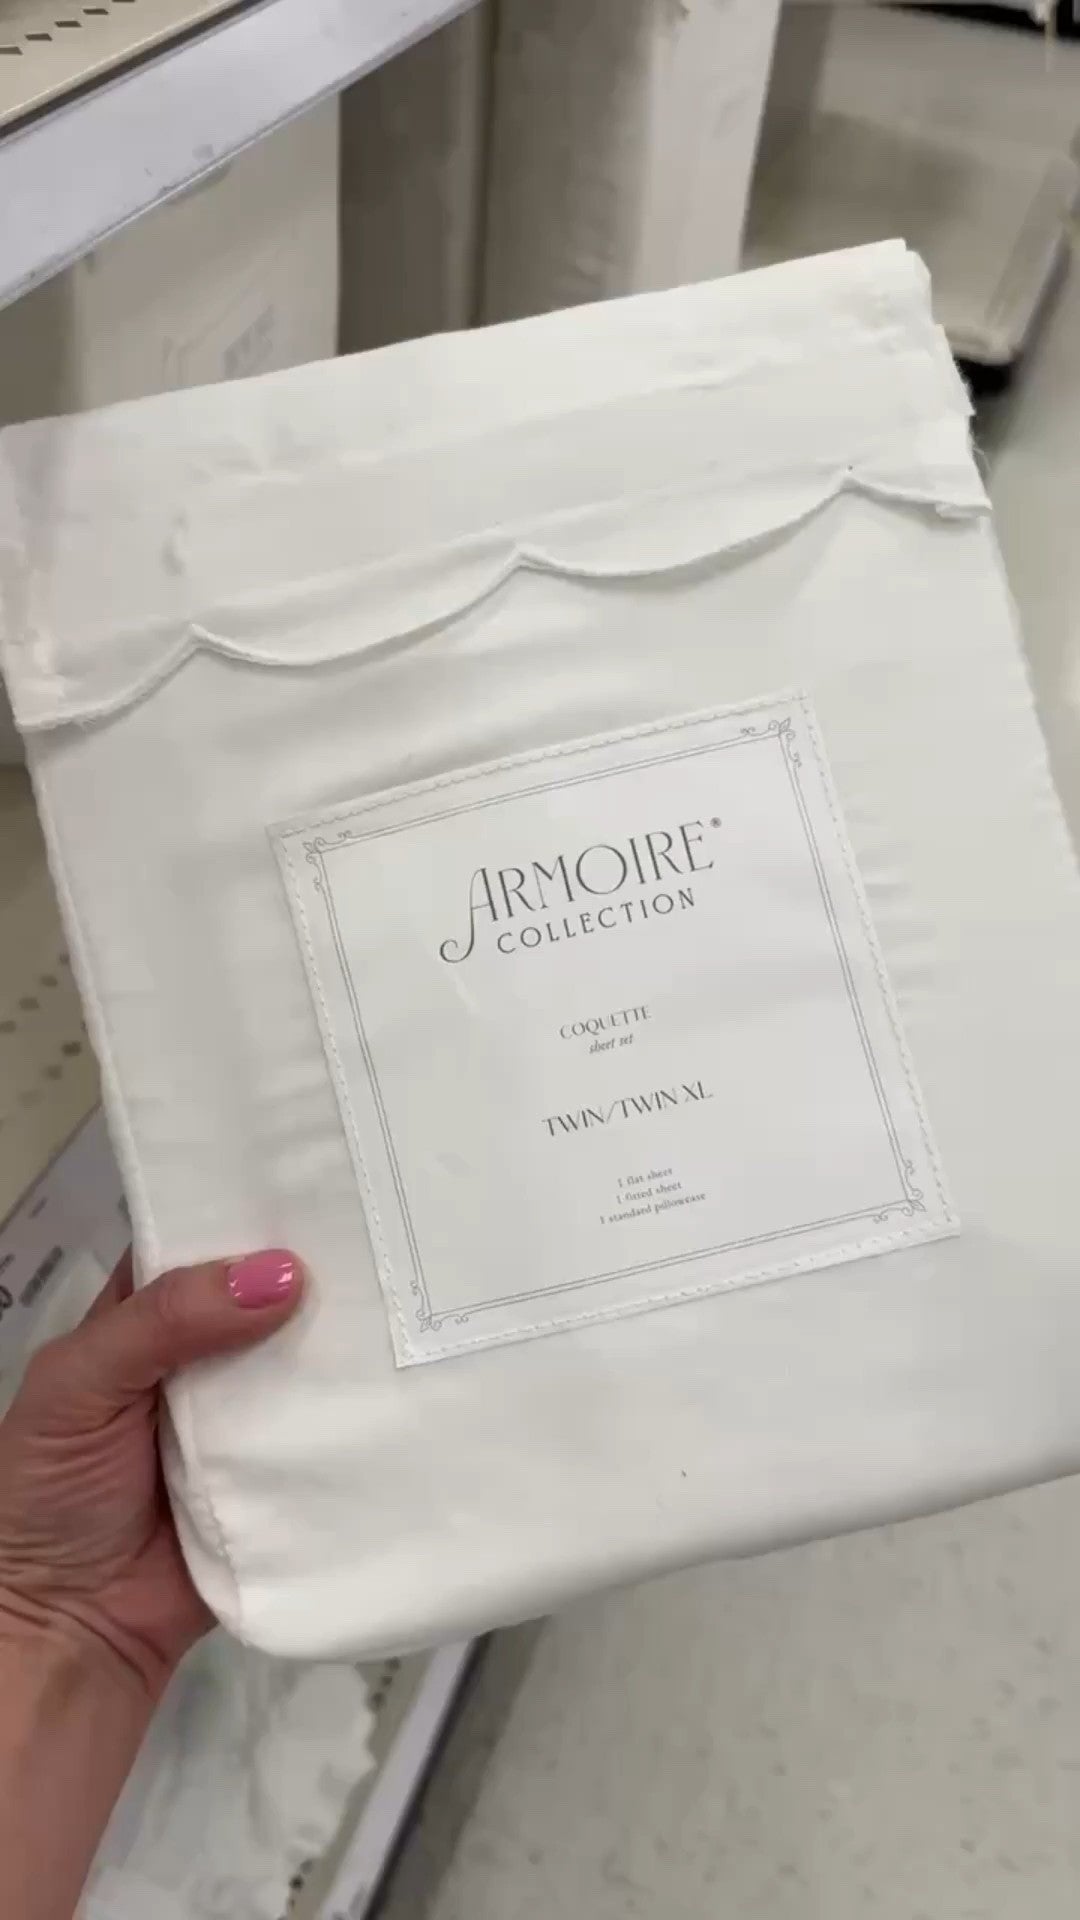 ARMOIRE®
COLLECTION
COQUETTE
sheet set
TWIN/TWIN XL
1 flat sheet
1 fitted sheet
1 standard pillowcase